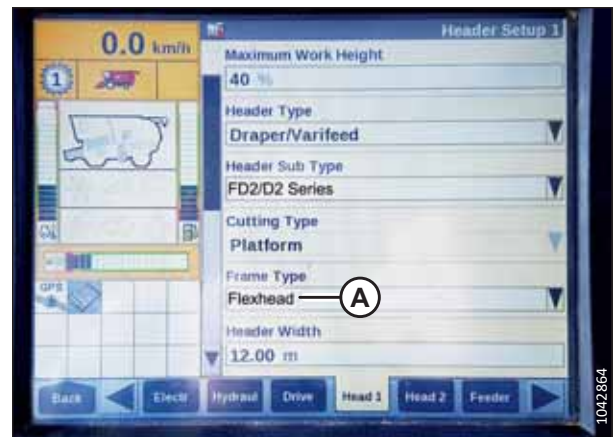 0.0 km/h
Header Setup 1
1
Maximum Work Height
40 %
Header Type
Draper/Varifeed
Header Sub Type
FD2/D2 Series
Cutting Type
Platform
Frame Type
Flexhead
A
Header Width
12.00 m
GPS
Back
Electr
Hydraul
Drive
Head 1
Head 2
Feeder
1042864